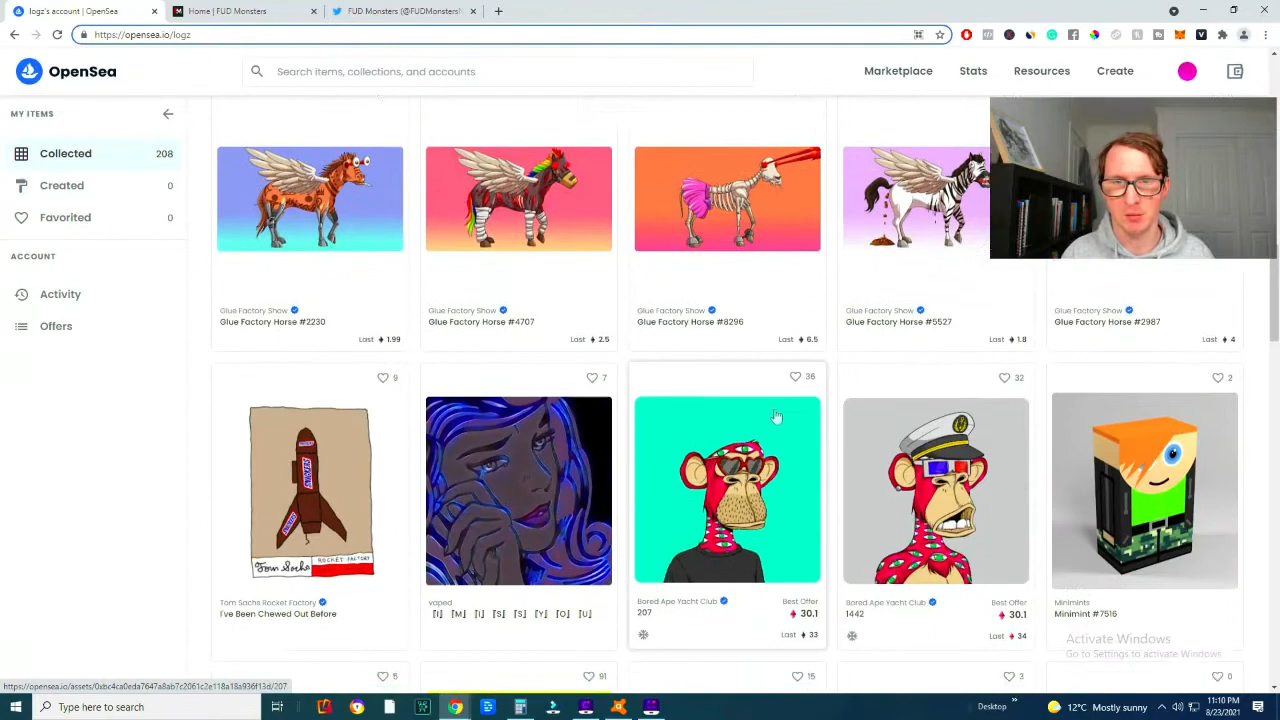 logz's account | OpenSea
Home | FUD Monsters
FUD Monsters (@FUDMonsters
https://opensea.io/logz
OpenSea
Search items, collections, and accounts
Marketplace
Stats
Resources
Create
MY ITEMS
Collected 208
Created 0
Favorited 0
ACCOUNT
Activity
Offers
Glue Factory Show
Glue Factory Horse #2230
Last 1.99
Glue Factory Show
Glue Factory Horse #4707
Last 2.5
Glue Factory Show
Glue Factory Horse #8296
Last 6.5
Glue Factory Show
Glue Factory Horse #5527
Last 1.8
Glue Factory Show
Glue Factory Horse #2987
Last 4
9
7
36
32
2
SNICKERS
Tom Sachs
ROCKET FACTORY
Tom Sachs Rocket Factory
I've Been Chewed Out Before
vaped
『I』 『M』 『I』 『S』 『S』 『Y』 『O』 『U』
Bored Ape Yacht Club
207
Best Offer
30.1
Last 33
Bored Ape Yacht Club
1442
Best Offer
30.1
Last 34
Minimints
Minimint #7516
Activate Windows
Go to Settings to activate Windows.
5
91
15
3
0
https://opensea.io/assets/0xbc4ca0eda7647a8ab7c2061c2e118a18a936f13d/207
Type here to search
Desktop
12°C Mostly sunny
11:10 PM
8/23/2021